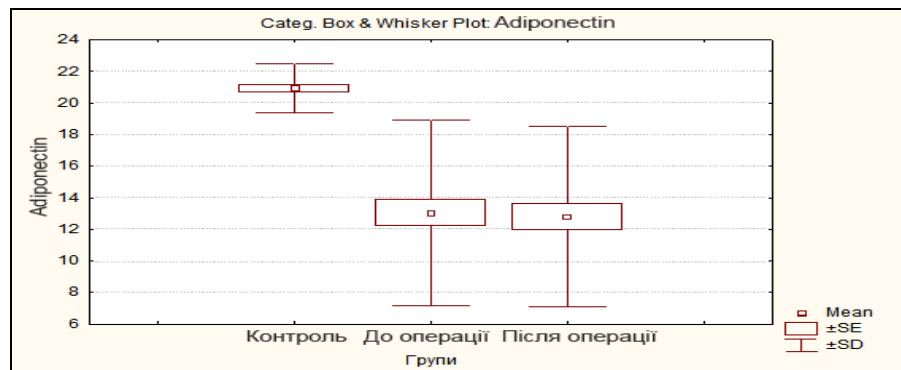 Categ. Box & Whisker Plot: Adiponectin
24
22
20
18
16
14
12
10
8
6
Adiponectin
Контроль До операції Після операції
Групи
Mean
±SE
±SD